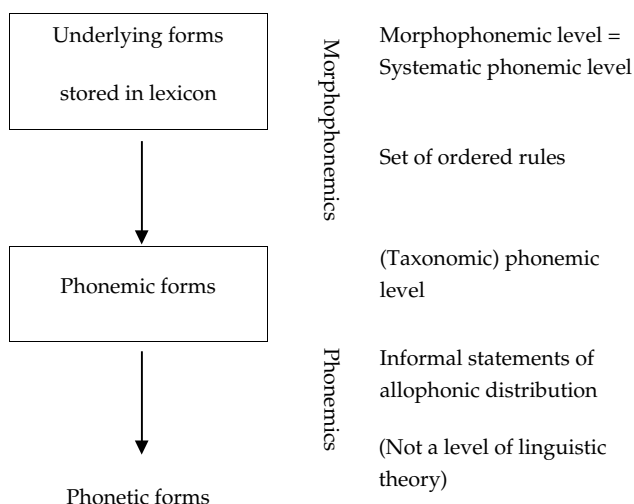 Underlying forms
stored in lexicon
Morphophonemics
Morphophonemic level =
Systematic phonemic level
Set of ordered rules
Phonemic forms
(Taxonomic) phonemic
level
Phonemics
Informal statements of
allophonic distribution
(Not a level of linguistic
theory)
Phonetic forms